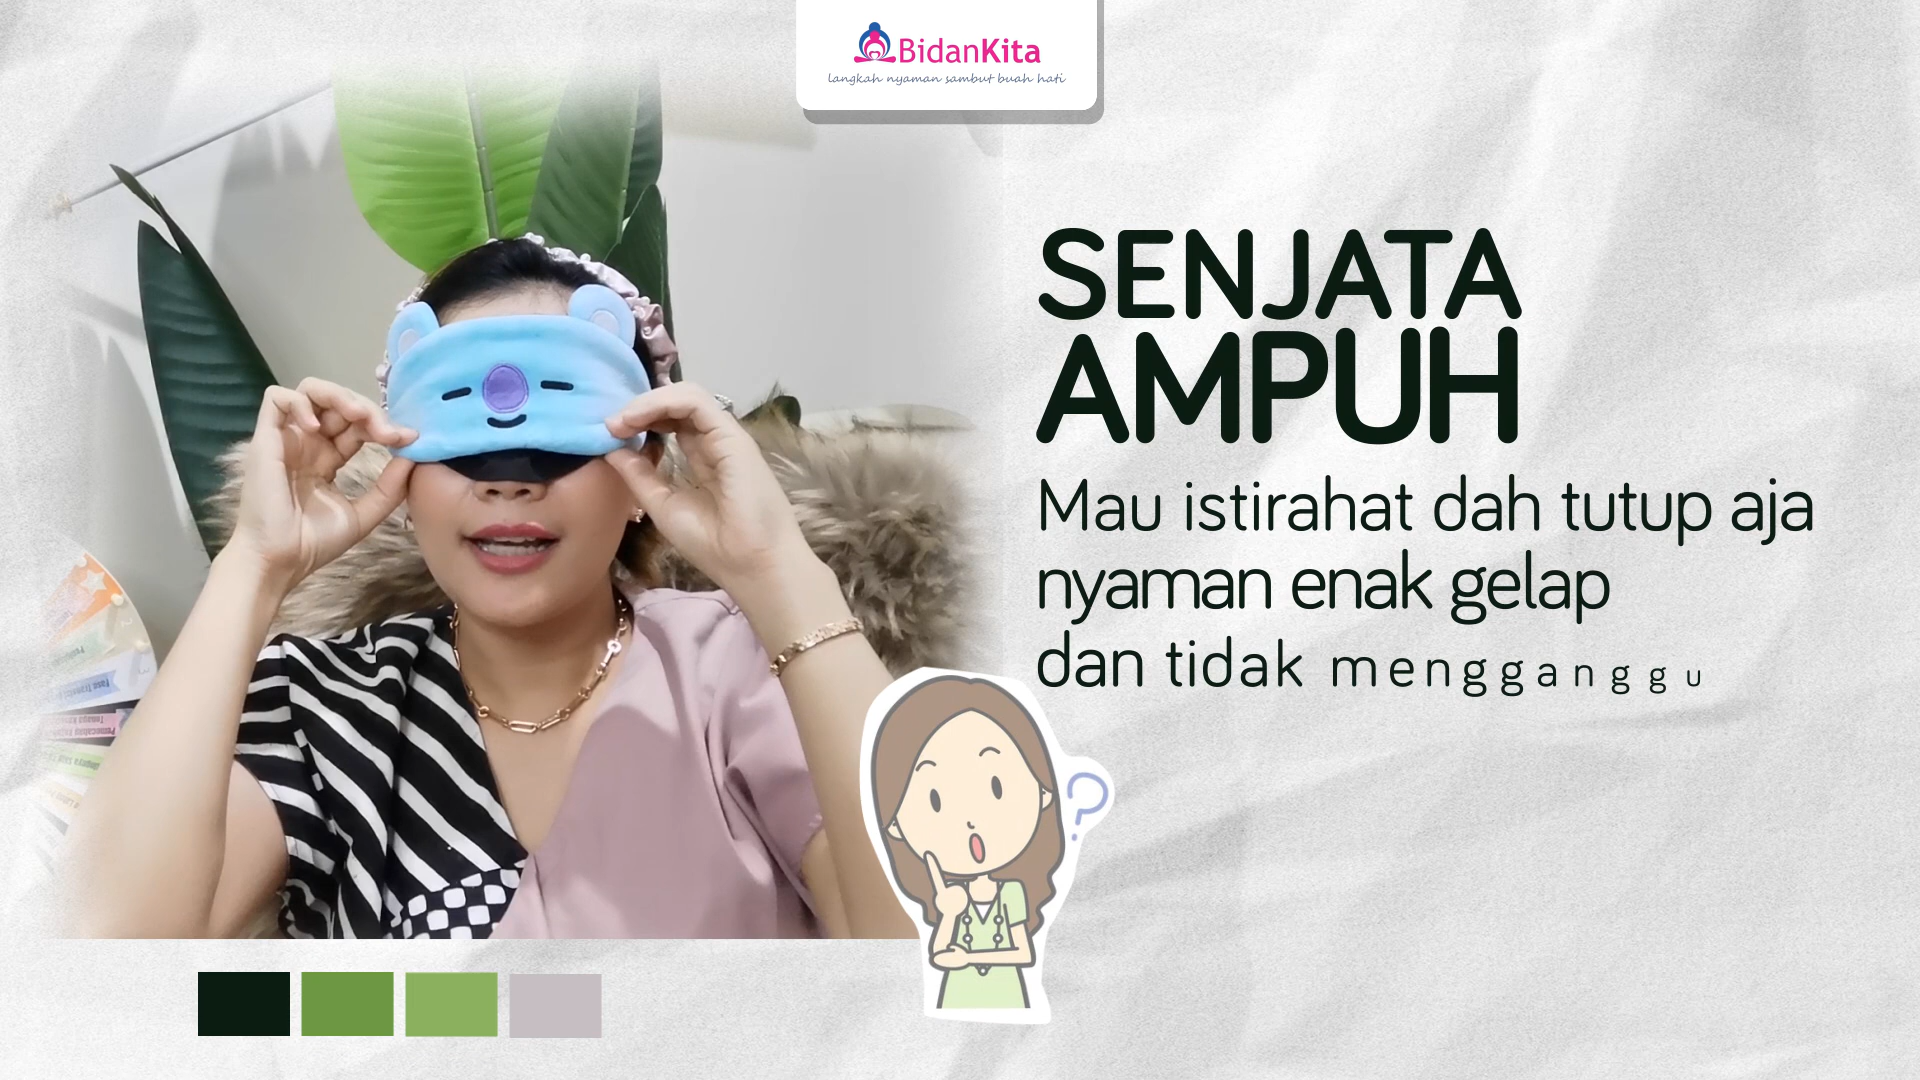 BidanKita
langkah nyaman sambut buah hati
SENJATA
AMPUH
Mau istirahat dah tutup aja
nyaman enak gelap
dan tidak mengganggu